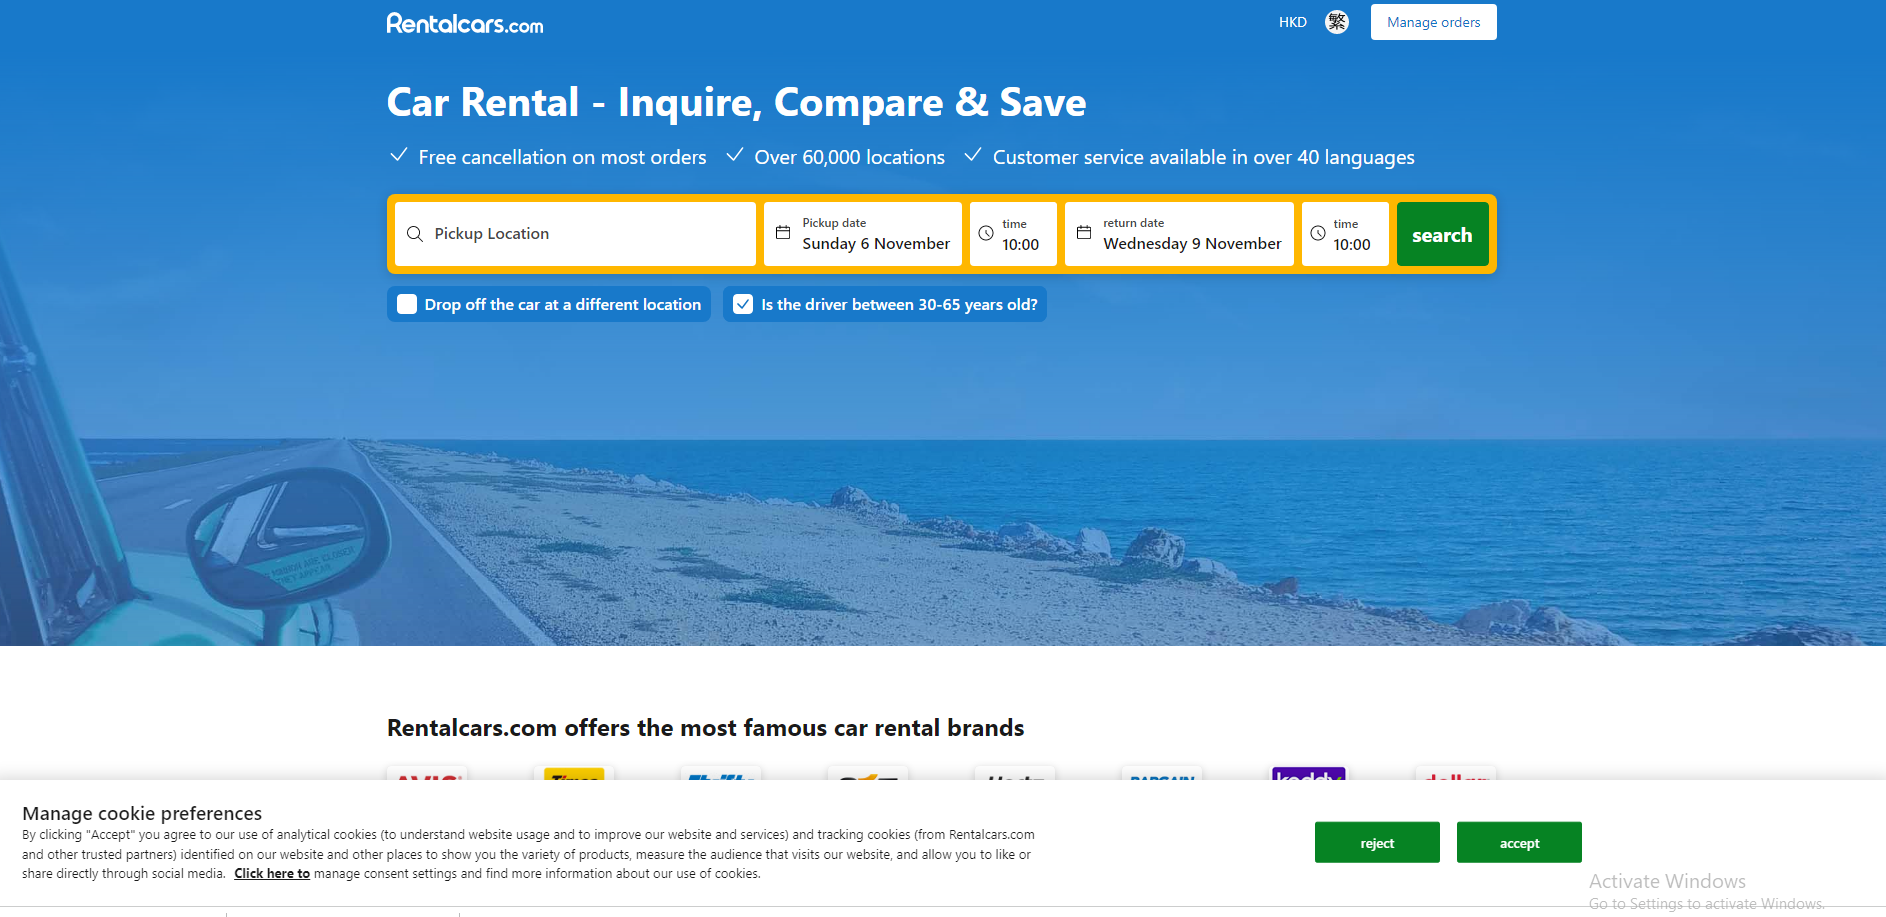 Rentalcars.com
HKD
繁
Manage orders
Car Rental - Inquire, Compare & Save
Free cancellation on most orders
Over 60,000 locations
Customer service available in over 40 languages
Pickup Location
Pickup date
Sunday 6 November
time
10:00
return date
Wednesday 9 November
time
10:00
search
Drop off the car at a different location
Is the driver between 30-65 years old?
Rentalcars.com offers the most famous car rental brands
AVIS
Thrifty
Hertz
BARGAIN
keddy
dollar
Manage cookie preferences
By clicking "Accept" you agree to our use of analytical cookies (to understand website usage and to improve our website and services) and tracking cookies (from Rentalcars.com
and other trusted partners) identified on our website and other places to show you the variety of products, measure the audience that visits our website, and allow you to like or
share directly through social media. Click here to manage consent settings and find more information about our use of cookies.
reject
accept
Activate Windows
Go to Settings to activate Windows.